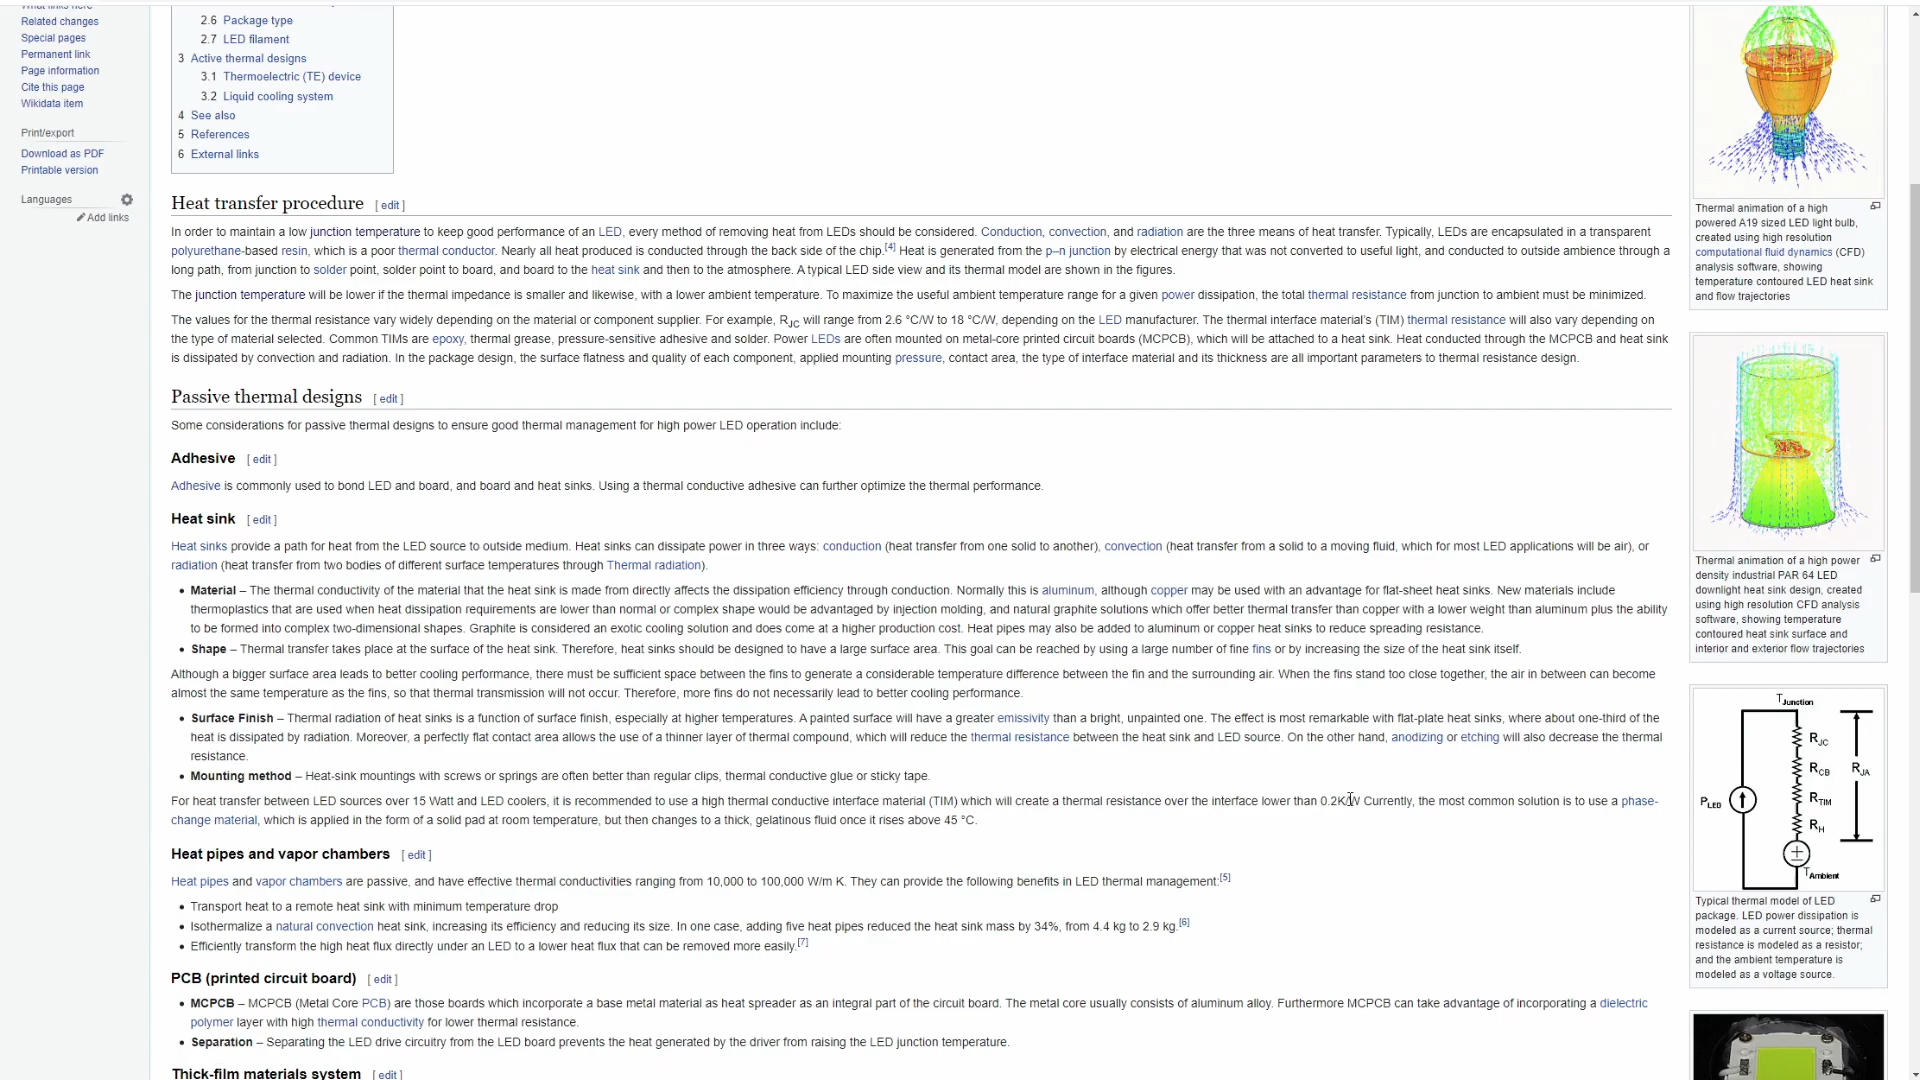 What links here
Related changes
Special pages
Permanent link
Page information
Cite this page
Wikidata item
Print/export
Download as PDF
Printable version
Languages
Add links
2.6 Package type
2.7 LED filament
3 Active thermal designs
3.1 Thermoelectric (TE) device
3.2 Liquid cooling system
4 See also
5 References
6 External links
Heat transfer procedure [ edit ]
In order to maintain a low junction temperature to keep good performance of an LED, every method of removing heat from LEDs should be considered. Conduction, convection, and radiation are the three means of heat transfer. Typically, LEDs are encapsulated in a transparent
polyurethane-based resin, which is a poor thermal conductor. Nearly all heat produced is conducted through the back side of the chip.[4] Heat is generated from the p–n junction by electrical energy that was not converted to useful light, and conducted to outside ambience through a
long path, from junction to solder point, solder point to board, and board to the heat sink and then to the atmosphere. A typical LED side view and its thermal model are shown in the figures.
The junction temperature will be lower if the thermal impedance is smaller and likewise, with a lower ambient temperature. To maximize the useful ambient temperature range for a given power dissipation, the total thermal resistance from junction to ambient must be minimized.
The values for the thermal resistance vary widely depending on the material or component supplier. For example, RJC will range from 2.6 °C/W to 18 °C/W, depending on the LED manufacturer. The thermal interface material's (TIM) thermal resistance will also vary depending on
the type of material selected. Common TIMs are epoxy, thermal grease, pressure-sensitive adhesive and solder. Power LEDs are often mounted on metal-core printed circuit boards (MCPCB), which will be attached to a heat sink. Heat conducted through the MCPCB and heat sink
is dissipated by convection and radiation. In the package design, the surface flatness and quality of each component, applied mounting pressure, contact area, the type of interface material and its thickness are all important parameters to thermal resistance design.
Passive thermal designs [ edit ]
Some considerations for passive thermal designs to ensure good thermal management for high power LED operation include:
Adhesive [ edit ]
Adhesive is commonly used to bond LED and board, and board and heat sinks. Using a thermal conductive adhesive can further optimize the thermal performance.
Heat sink [ edit ]
Heat sinks provide a path for heat from the LED source to outside medium. Heat sinks can dissipate power in three ways: conduction (heat transfer from one solid to another), convection (heat transfer from a solid to a moving fluid, which for most LED applications will be air), or
radiation (heat transfer from two bodies of different surface temperatures through Thermal radiation).
• Material – The thermal conductivity of the material that the heat sink is made from directly affects the dissipation efficiency through conduction. Normally this is aluminum, although copper may be used with an advantage for flat-sheet heat sinks. New materials include
thermoplastics that are used when heat dissipation requirements are lower than normal or complex shape would be advantaged by injection molding, and natural graphite solutions which offer better thermal transfer than copper with a lower weight than aluminum plus the ability
to be formed into complex two-dimensional shapes. Graphite is considered an exotic cooling solution and does come at a higher production cost. Heat pipes may also be added to aluminum or copper heat sinks to reduce spreading resistance.
• Shape – Thermal transfer takes place at the surface of the heat sink. Therefore, heat sinks should be designed to have a large surface area. This goal can be reached by using a large number of fine fins or by increasing the size of the heat sink itself.
Although a bigger surface area leads to better cooling performance, there must be sufficient space between the fins to generate a considerable temperature difference between the fin and the surrounding air. When the fins stand too close together, the air in between can become
almost the same temperature as the fins, so that thermal transmission will not occur. Therefore, more fins do not necessarily lead to better cooling performance.
• Surface Finish – Thermal radiation of heat sinks is a function of surface finish, especially at higher temperatures. A painted surface will have a greater emissivity than a bright, unpainted one. The effect is most remarkable with flat-plate heat sinks, where about one-third of the
heat is dissipated by radiation. Moreover, a perfectly flat contact area allows the use of a thinner layer of thermal compound, which will reduce the thermal resistance between the heat sink and LED source. On the other hand, anodizing or etching will also decrease the thermal
resistance.
• Mounting method – Heat-sink mountings with screws or springs are often better than regular clips, thermal conductive glue or sticky tape.
For heat transfer between LED sources over 15 Watt and LED coolers, it is recommended to use a high thermal conductive interface material (TIM) which will create a thermal resistance over the interface lower than 0.2K/W Currently, the most common solution is to use a phase-
change material, which is applied in the form of a solid pad at room temperature, but then changes to a thick, gelatinous fluid once it rises above 45 °C.
Heat pipes and vapor chambers [ edit ]
Heat pipes and vapor chambers are passive, and have effective thermal conductivities ranging from 10,000 to 100,000 W/m K. They can provide the following benefits in LED thermal management:[5]
• Transport heat to a remote heat sink with minimum temperature drop
• Isothermalize a natural convection heat sink, increasing its efficiency and reducing its size. In one case, adding five heat pipes reduced the heat sink mass by 34%, from 4.4 kg to 2.9 kg.[6]
• Efficiently transform the high heat flux directly under an LED to a lower heat flux that can be removed more easily.[7]
PCB (printed circuit board) [ edit ]
• MCPCB – MCPCB (Metal Core PCB) are those boards which incorporate a base metal material as heat spreader as an integral part of the circuit board. The metal core usually consists of aluminum alloy. Furthermore MCPCB can take advantage of incorporating a dielectric
polymer layer with high thermal conductivity for lower thermal resistance.
• Separation – Separating the LED drive circuitry from the LED board prevents the heat generated by the driver from raising the LED junction temperature.
Thick-film materials system [ edit ]
Thermal animation of a high
powered A19 sized LED light bulb,
created using high resolution
computational fluid dynamics (CFD)
analysis software, showing
temperature contoured LED heat sink
and flow trajectories
Thermal animation of a high power
density industrial PAR 64 LED
downlight heat sink design, created
using high resolution CFD analysis
software, showing temperature
contoured heat sink surface and
interior and exterior flow trajectories
TJunction
RJC
RCB
RJA
PLED
RTIM
RH
TAmbient
Typical thermal model of LED
package. LED power dissipation is
modeled as a current source; thermal
resistance is modeled as a resistor;
and the ambient temperature is
modeled as a voltage source.